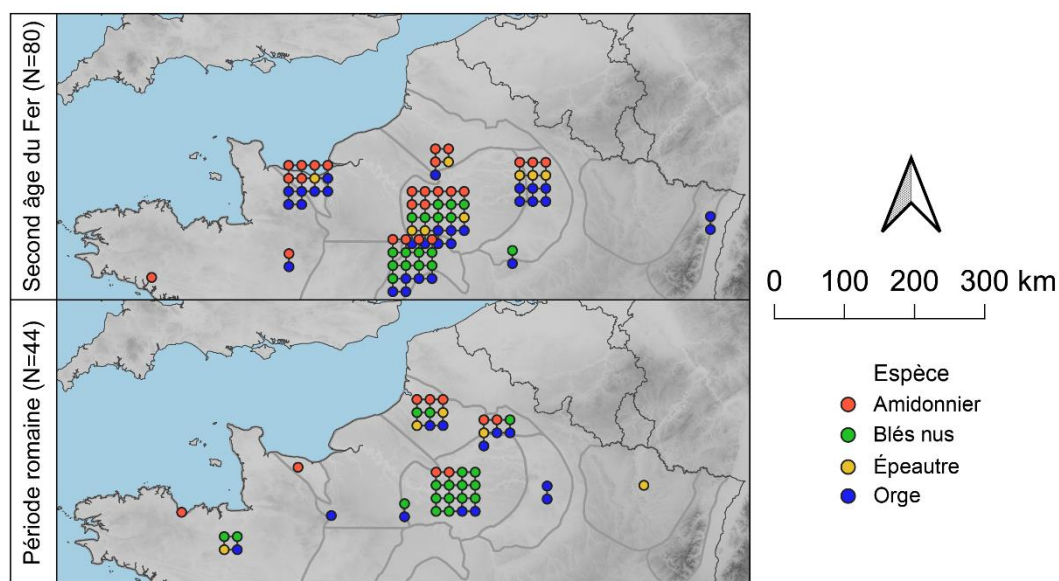 Second âge du Fer (N=80)
Période romaine (N=44)
0 100 200 300 km
Espèce
Amidonnier
Blés nus
Épeautre
Orge